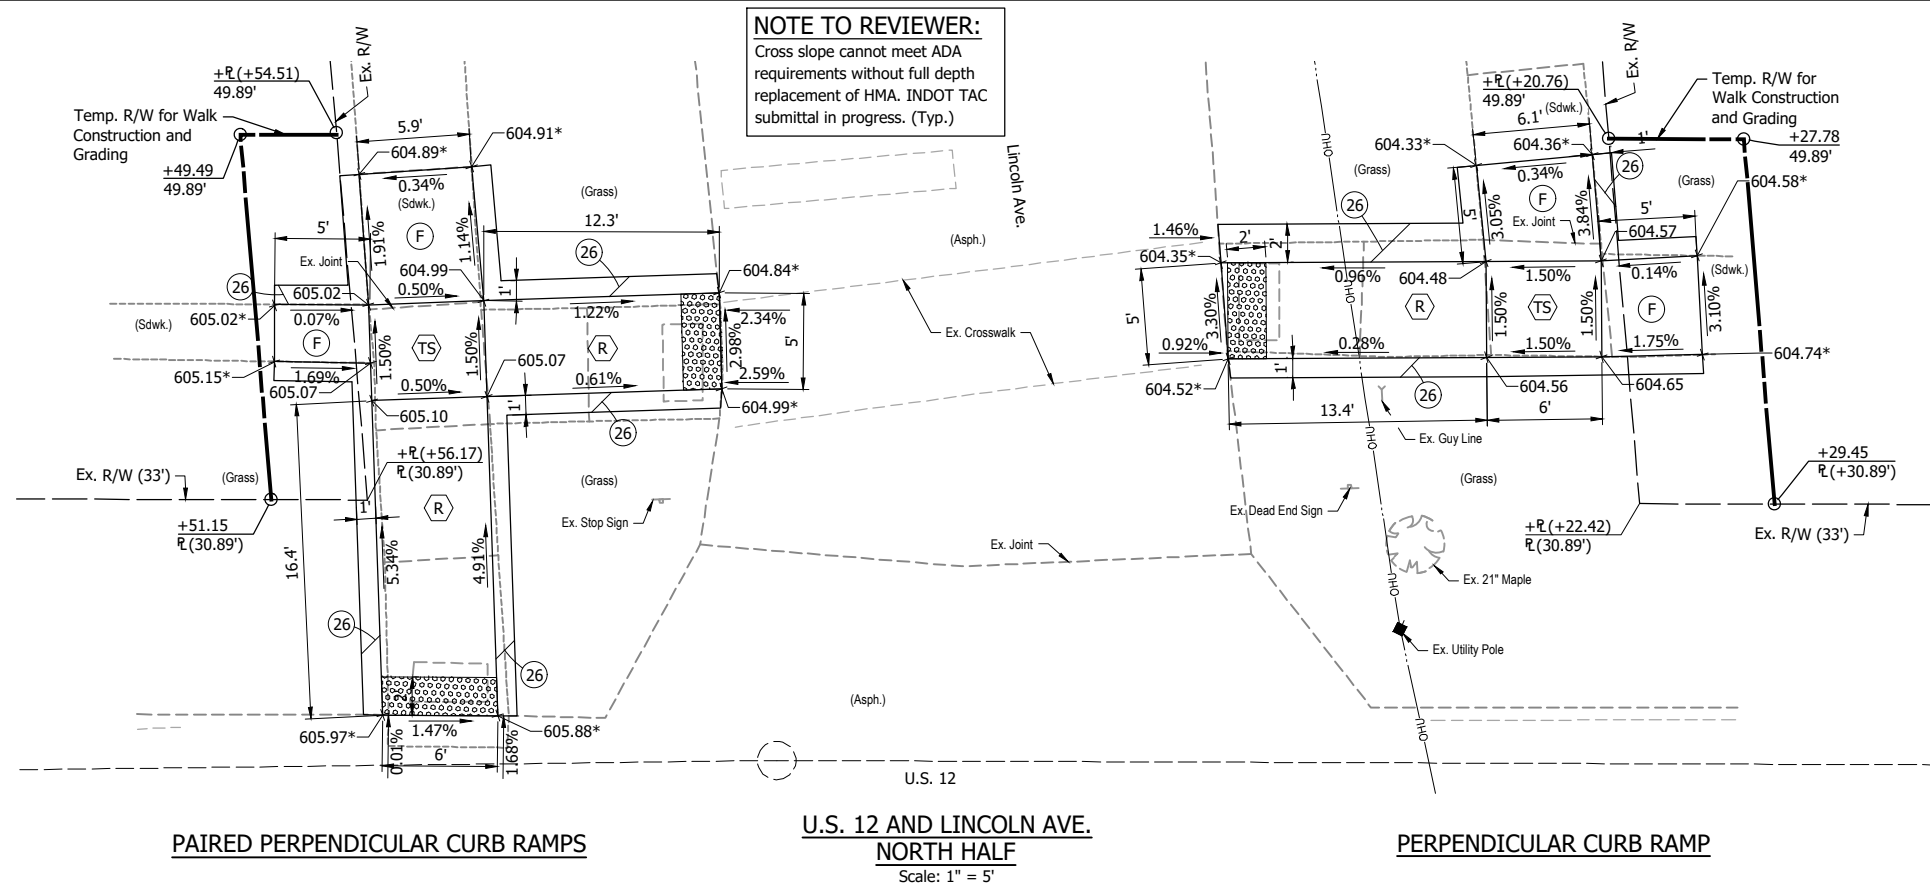 NOTE TO REVIEWER:
Cross slope cannot meet ADA
requirements without full depth
replacement of HMA. INDOT TAC
submittal in progress. (Typ.)
+℄(+54.51)
49.89'
Ex. R/W
Temp. R/W for Walk
Construction and
Grading
+49.49
49.89'
5.9'
604.91*
604.89*
0.34%
(Sdwk.)
F
1.91%
1.14%
(Grass)
12.3'
5'
Ex. Joint
604.99
0.50%
26
1'
604.84*
26
605.02
605.02*
(Sdwk.)
0.07%
F
1.69%
605.15*
605.07
1.50%
TS
1.50%
0.50%
605.10
1.22%
R
0.61%
605.07
2.34%
2.98%
5'
2.59%
604.99*
1'
26
16.4'
Ex. R/W (33')
(Grass)
+51.15
(30.89')
+(+56.17)
(30.89')
1'
R
5.34%
4.91%
(Grass)
Ex. Stop Sign
26
26
2'
605.97*
0.01%
1.47%
6'
1.68%
605.88*
Lincoln Ave.
(Asph.)
Ex. Crosswalk
Ex. Joint
(Asph.)
U.S. 12
OHU
Ex. R/W
+(+20.76)
49.89'
(Sdwk.)
6.1'
Temp. R/W for
Walk Construction
and Grading
1'
+27.78
49.89'
604.33*
604.36*
(Grass)
26
0.34%
F
26
(Grass)
604.58*
5'
3.05%
3.84%
Ex. Joint
5'
604.57
1.46%
2'
2'
604.35*
0.96%
OHU
604.48
1.50%
0.14%
(Sdwk.)
5'
3.30%
R
1.50%
TS
1.50%
F
3.10%
0.92%
0.28%
1.50%
1.75%
604.74*
604.52*
1'
26
604.56
604.65
13.4'
6'
OHU
Ex. Guy Line
(Grass)
+29.45
(+30.89')
Ex. Dead End Sign
+(+22.42)
(30.89')
Ex. R/W (33')
OHU
Ex. 21" Maple
Ex. Utility Pole
OHU
PAIRED PERPENDICULAR CURB RAMPS
U.S. 12 AND LINCOLN AVE.
NORTH HALF
Scale: 1" = 5'
PERPENDICULAR CURB RAMP